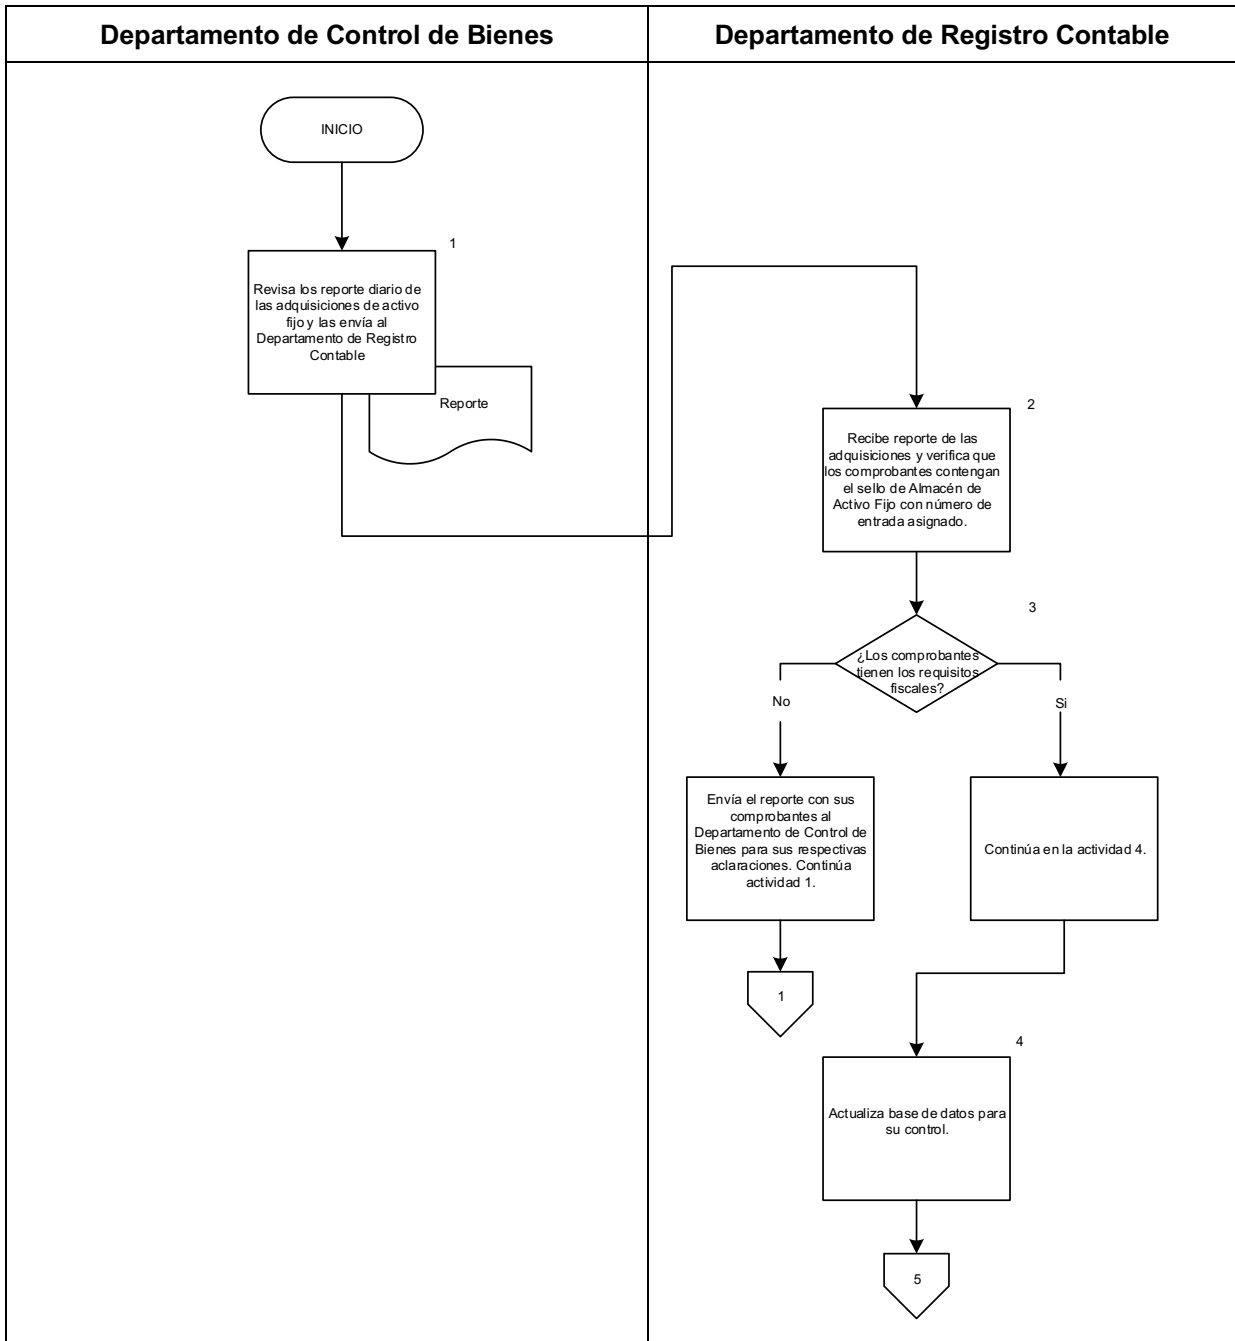 Departamento de Control de Bienes
Departamento de Registro Contable
INICIO
1
Revisa los reporte diario de
las adquisiciones de activo
fijo y las envía al
Departamento de Registro
Contable
Reporte
2
Recibe reporte de las
adquisiciones y verifica que
los comprobantes contengan
el sello de Almacén de
Activo Fijo con número de
entrada asignado.
3
¿Los comprobantes
tienen los requisitos
fiscales?
No
Si
Envía el reporte con sus
comprobantes al
Departamento de Control de
Bienes para sus respectivas
aclaraciones. Continúa
actividad 1.
Continúa en la actividad 4.
1
4
Actualiza base de datos para
su control.
5